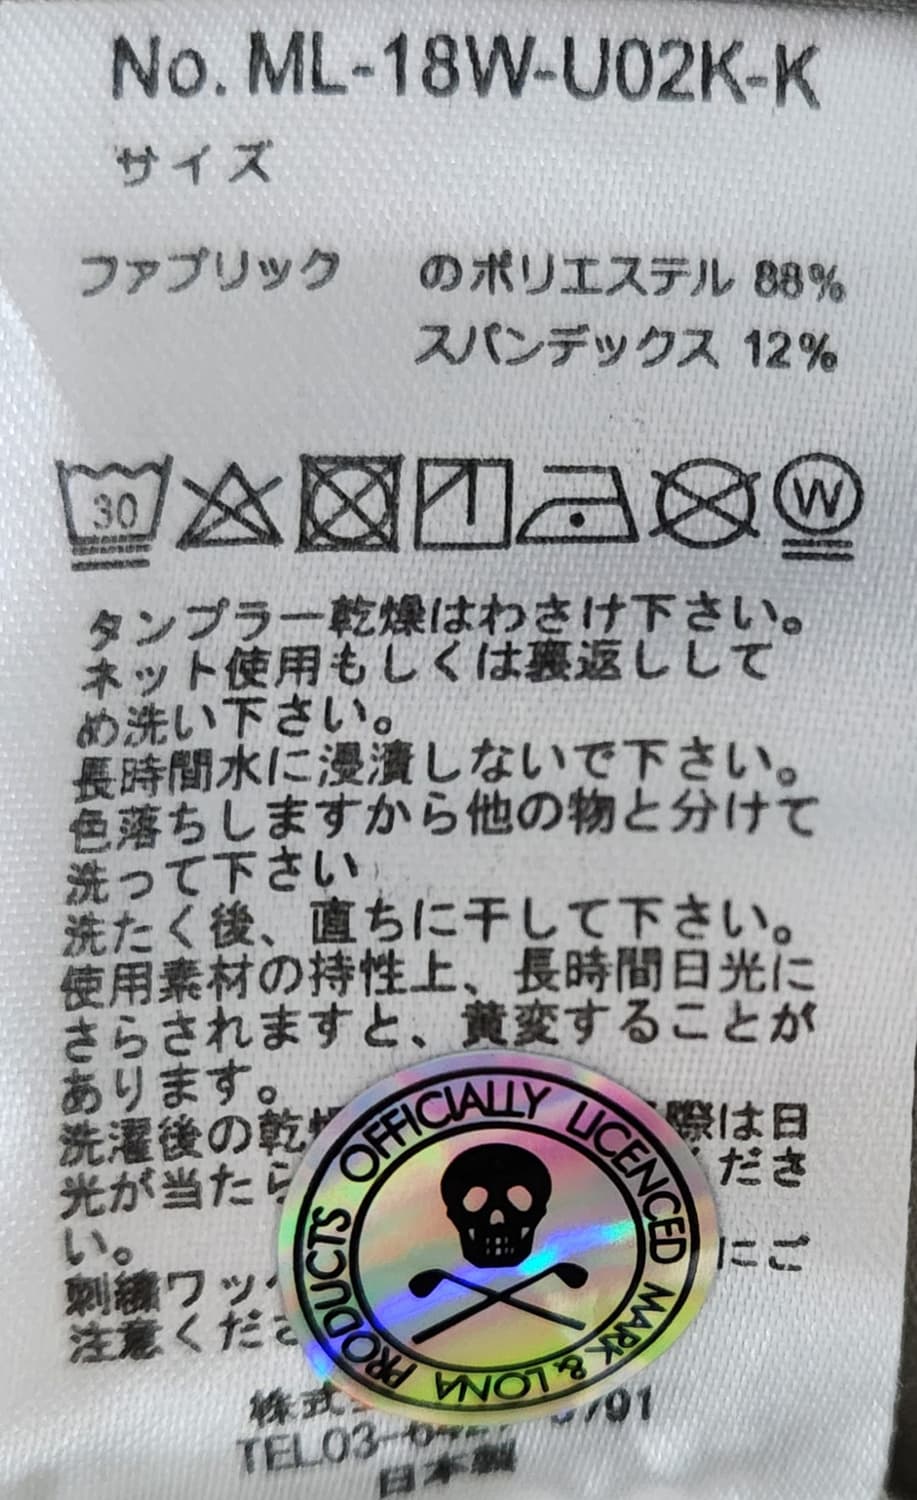 No. ML-18W-U02K-K
サイズ
ファブリック のポリエステル 88%
スパンデックス 12%
30
W
タンブラー乾燥はわさけ下さい。
ネット使用もしくは裏返しして
め洗い下さい。
長時間水に浸漬しないで下さい。
色落ちしますから他の物と分けて
洗って下さい
洗たく後、直ちに干して下さい。
使用素材の持性上、長時間日光に
さらされますと、黄変することが
あります。
洗濯後の乾燥 際は日
光が当たら ださ
い。
刺繍ワッ にご
注意くださ
株式
TEL03-6427- 701
日本製
PRODUCTS OFFICIALLY LICENCED MARK & LONA